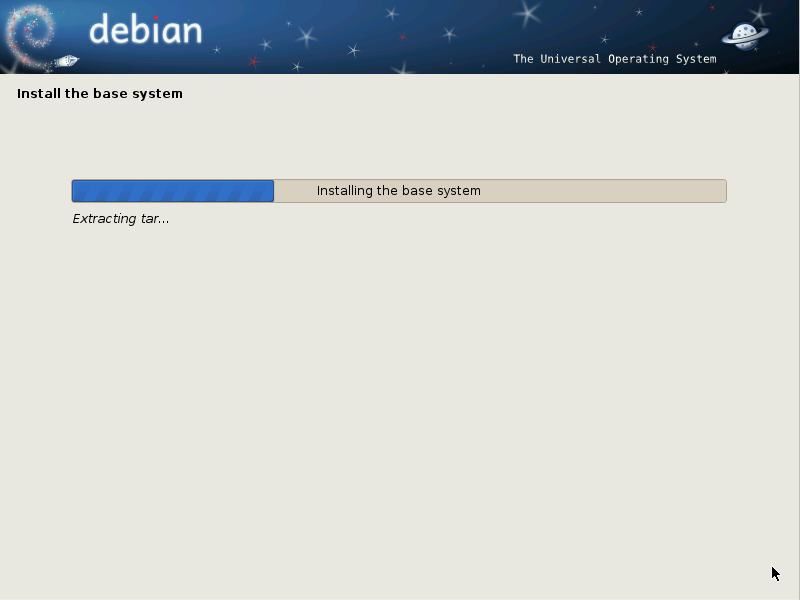 debian
The Universal Operating System
Install the base system
Installing the base system
Extracting tar...